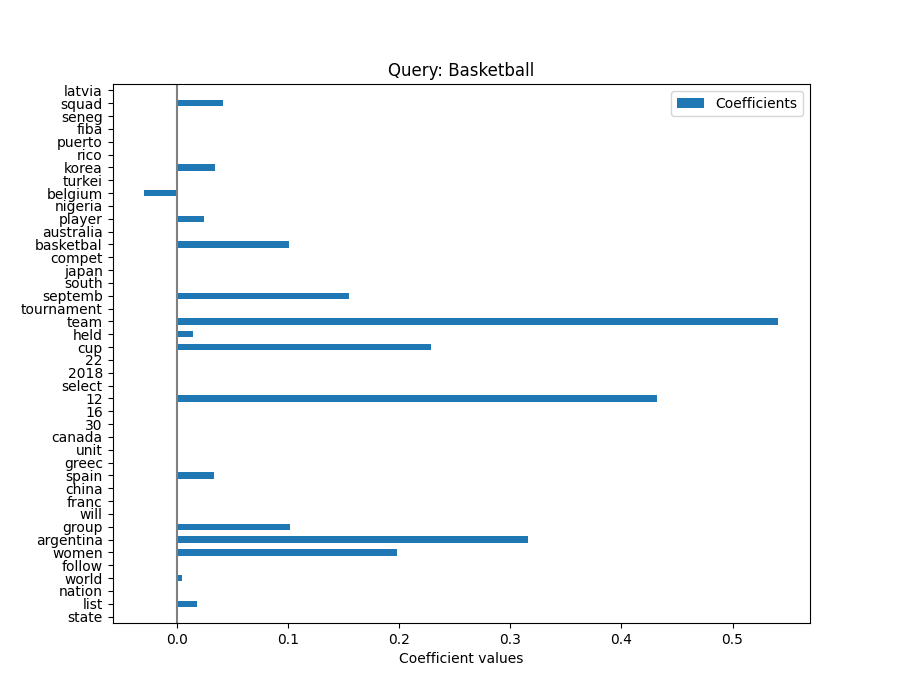 Query: Basketball
Coefficients
latvia
squad
seneg
fiba
puerto
rico
korea
turkei
belgium
nigeria
player
australia
basketbal
compet
japan
south
septemb
tournament
team
held
cup
22
2018
select
12
16
30
canada
unit
greec
spain
china
franc
will
group
argentina
women
follow
world
nation
list
state
0.0 0.1 0.2 0.3 0.4 0.5
Coefficient values